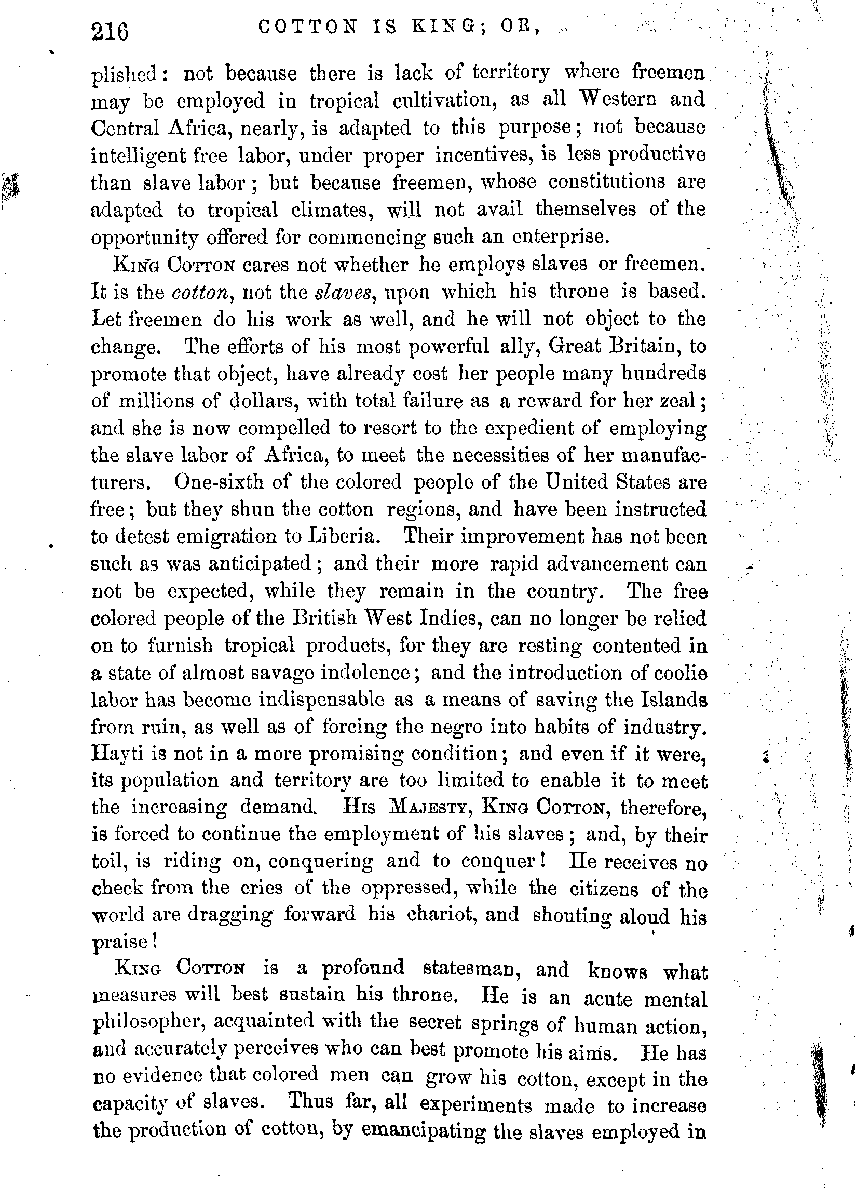 216 COTTON IS KING; OR,
plished: not because there is lack of territory where freemen
may be employed in tropical cultivation, as all Western and
Central Africa, nearly, is adapted to this purpose; not because
intelligent free labor, under proper incentives, is less productive
than slave labor; but because freemen, whose constitutions are
adapted to tropical climates, will not avail themselves of the
opportunity offered for commencing such an enterprise.
KING COTTON cares not whether he employs slaves or freemen.
It is the cotton, not the slaves, upon which his throne is based.
Let freemen do his work as well, and he will not object to the
change. The efforts of his most powerful ally, Great Britain, to
promote that object, have already cost her people many hundreds
of millions of dollars, with total failure as a reward for her zeal;
and she is now compelled to resort to the expedient of employing
the slave labor of Africa, to meet the necessities of her manufac-
turers. One-sixth of the colored people of the United States are
free; but they shun the cotton regions, and have been instructed
to detest emigration to Liberia. Their improvement has not been
such as was anticipated; and their more rapid advancement can
not be expected, while they remain in the country. The free
colored people of the British West Indies, can no longer be relied
on to furnish tropical products, for they are resting contented in
a state of almost savage indolence; and the introduction of coolie
labor has become indispensable as a means of saving the Islands
from ruin, as well as of forcing the negro into habits of industry.
Hayti is not in a more promising condition; and even if it were,
its population and territory are too limited to enable it to meet
the increasing demand. HIS MAJESTY, KING COTTON, therefore,
is forced to continue the employment of his slaves; and, by their
toil, is riding on, conquering and to conquer! He receives no
check from the cries of the oppressed, while the citizens of the
world are dragging forward his chariot, and shouting aloud his
praise!
KING COTTON is a profound statesman, and knows what
measures will best sustain his throne. He is an acute mental
philosopher, acquainted with the secret springs of human action,
and accurately perceives who can best promote his aims. He has
no evidence that colored men can grow his cotton, except in the
capacity of slaves. Thus far, all experiments made to increase
the production of cotton, by emancipating the slaves employed in